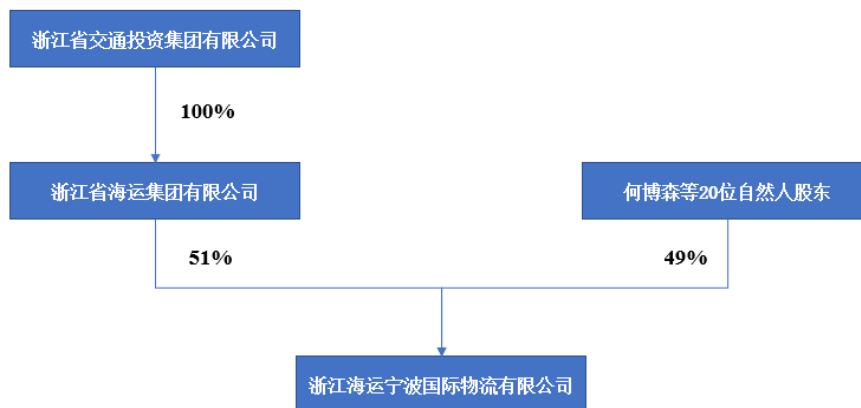 浙江省交通投资集团有限公司
100%
浙江省海运集团有限公司
何博森等20位自然人股东
51%
49%
浙江海运宁波国际物流有限公司